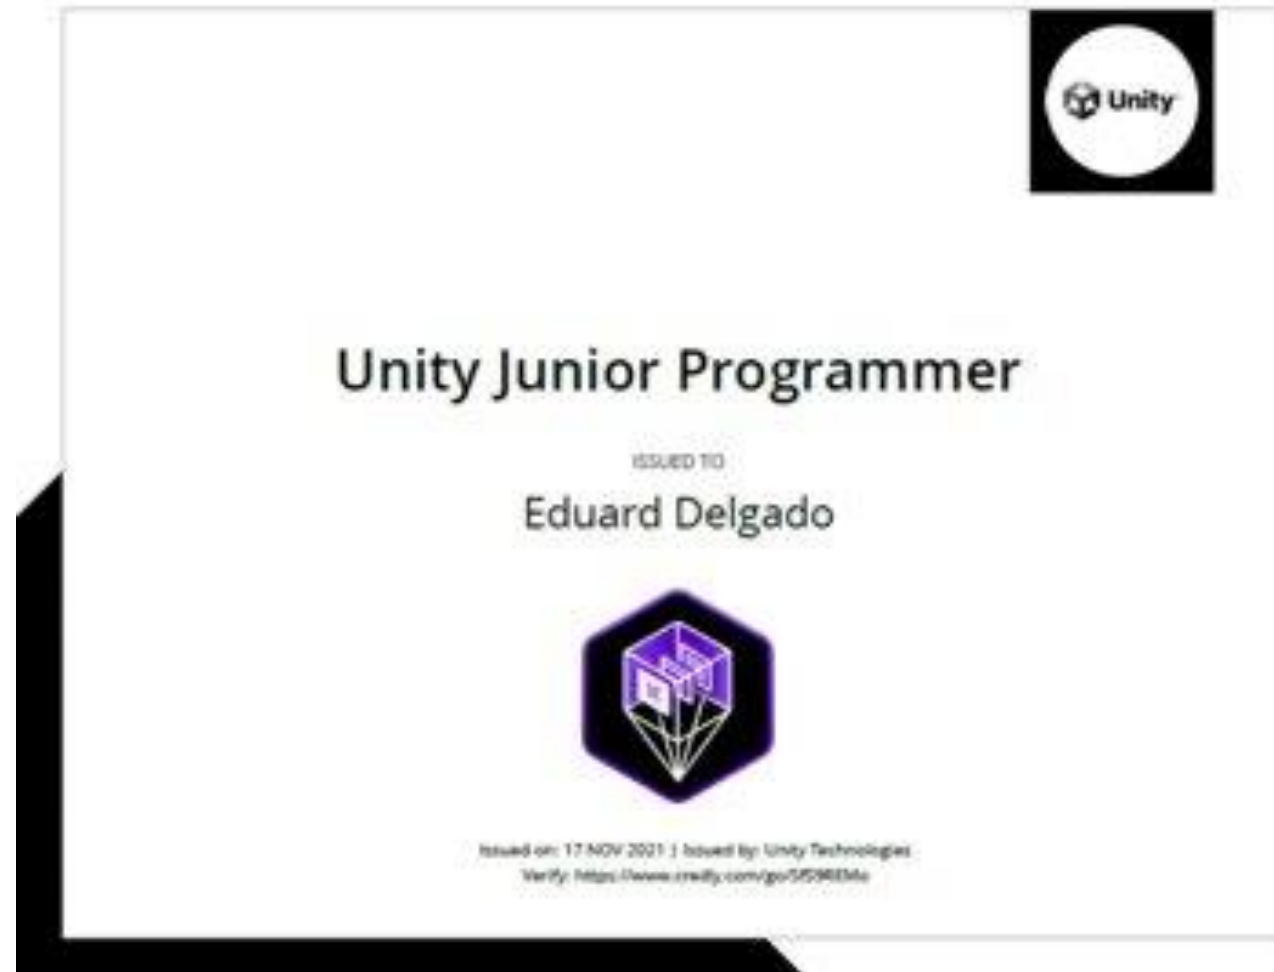 Unity
Unity Junior Programmer
ISSUED TO
Eduard Delgado
Issued on: 17 NOV 2021 | Issued by: Unity Technologies
Verify: https://www.credly.com/go/